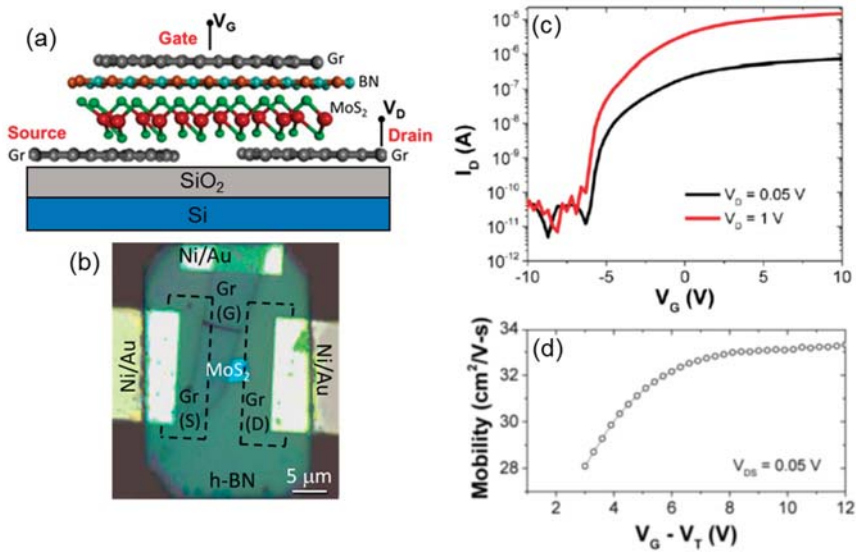 (a)
V_G
Gate
Gr
BN
MoS₂
V_D
Source
Drain
Gr
Gr
SiO₂
Si
(b)
Ni/Au
Gr
(G)
Ni/Au
MoS₂
Ni/Au
Gr
(S)
Gr
(D)
h-BN
5 μm
(c)
10⁻⁵
10⁻⁶
10⁻⁷
10⁻⁸
10⁻⁹
10⁻¹⁰
10⁻¹¹
10⁻¹²
I_D (A)
V_D = 0.05 V
V_D = 1 V
-10 -5 0 5 10
V_G (V)
(d)
34
33
32
30
28
Mobility (cm²/V-s)
V_DS = 0.05 V
2 4 6 8 10 12
V_G - V_T (V)